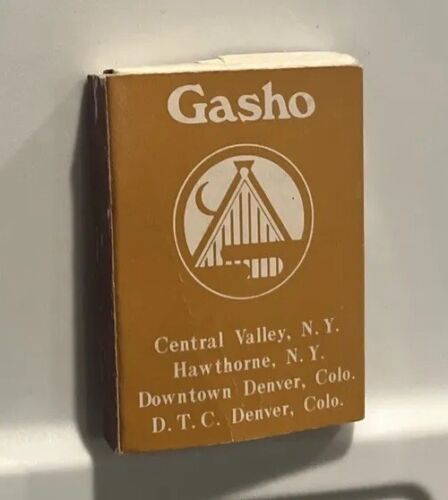 Gasho
Central Valley, N.Y.
Hawthorne, N.Y.
Downtown Denver, Colo.
D.T.C. Denver, Colo.